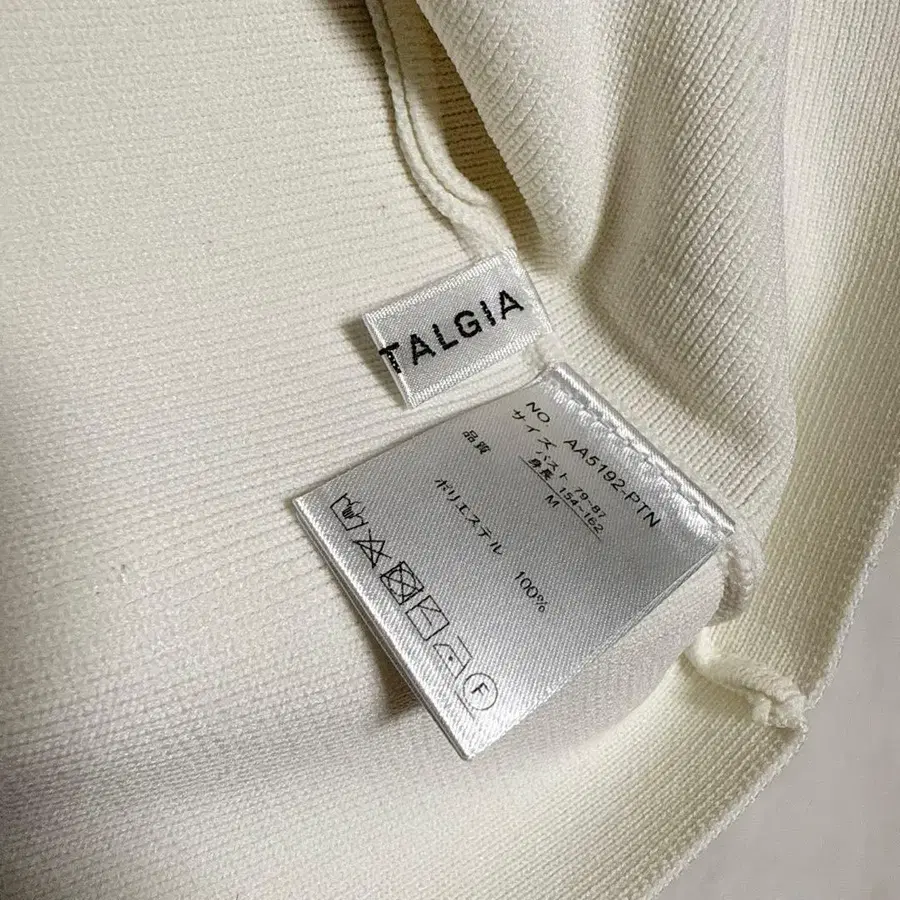 TALGIA
NO. AA5192-PTN
サイズ バスト 79~87
身長 154~162
M
品質
ポリエステル 100%
F